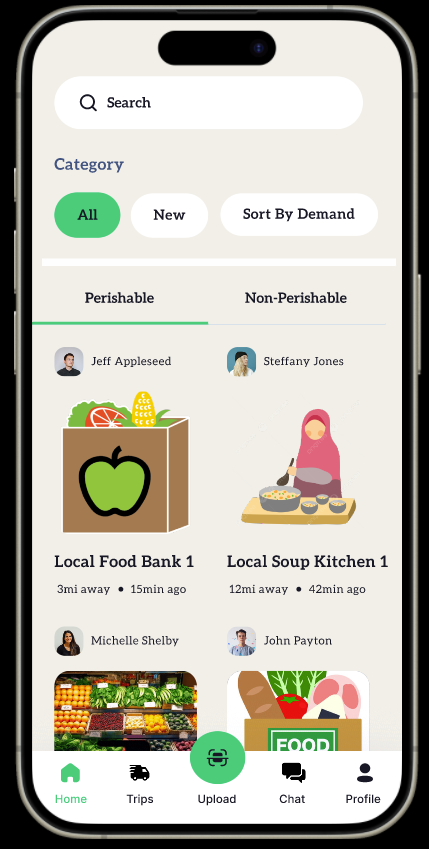 Search
Category
All New Sort By Demand
Perishable Non-Perishable
Jeff Appleseed Steffany Jones
Local Food Bank 1 Local Soup Kitchen 1
3mi away • 15min ago 12mi away • 42min ago
Michelle Shelby John Payton
FOOD
Home Trips Upload Chat Profile